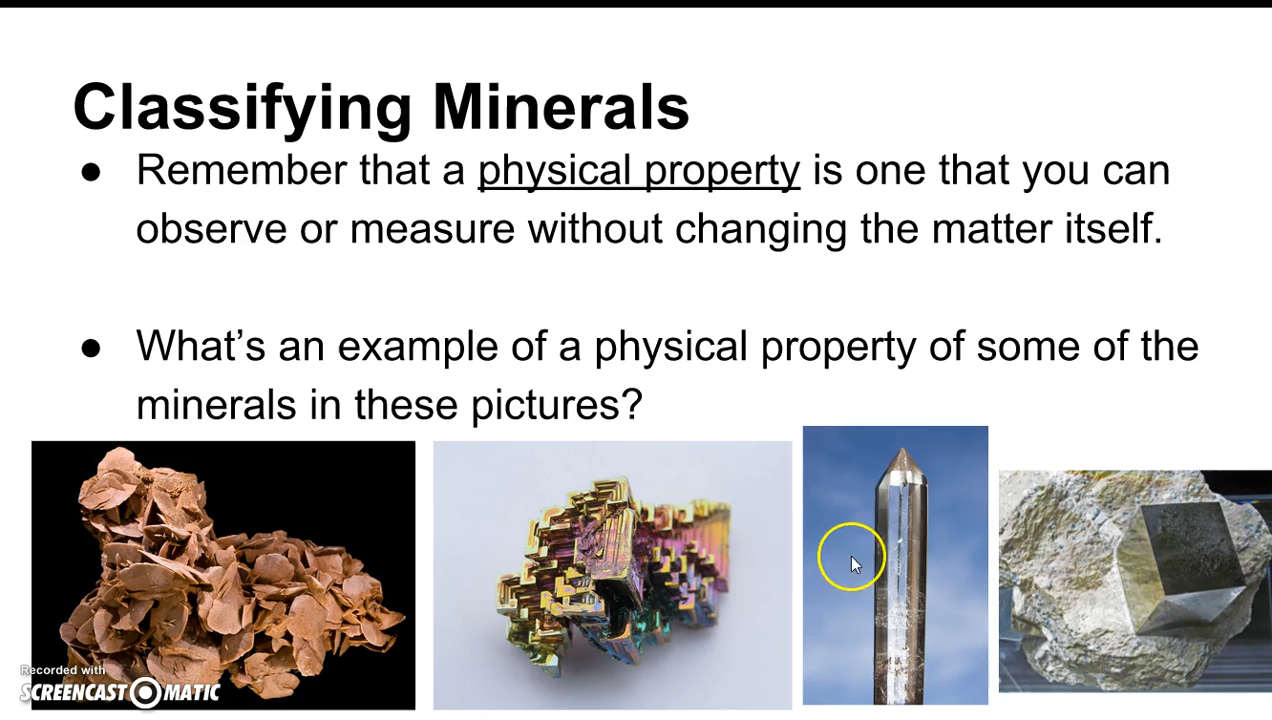 Classifying Minerals
● Remember that a physical property is one that you can
observe or measure without changing the matter itself.
● What's an example of a physical property of some of the
minerals in these pictures?
Recorded with
SCREENCAST MATIC